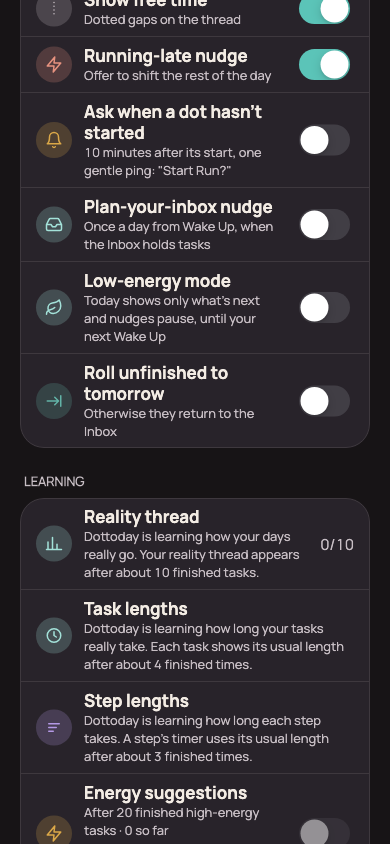 Show free time
Dotted gaps on the thread
Running-late nudge
Offer to shift the rest of the day
Ask when a dot hasn't
started
10 minutes after its start, one
gentle ping: "Start Run?"
Plan-your-inbox nudge
Once a day from Wake Up, when
the Inbox holds tasks
Low-energy mode
Today shows only what's next
and nudges pause, until your
next Wake Up
Roll unfinished to
tomorrow
Otherwise they return to the
Inbox
LEARNING
Reality thread
Dottoday is learning how your days
really go. Your reality thread appears
after about 10 finished tasks.
0/10
Task lengths
Dottoday is learning how long your tasks
really take. Each task shows its usual length
after about 4 finished times.
Step lengths
Dottoday is learning how long each step
takes. A step's timer uses its usual length
after about 3 finished times.
Energy suggestions
After 20 finished high-energy
tasks · 0 so far